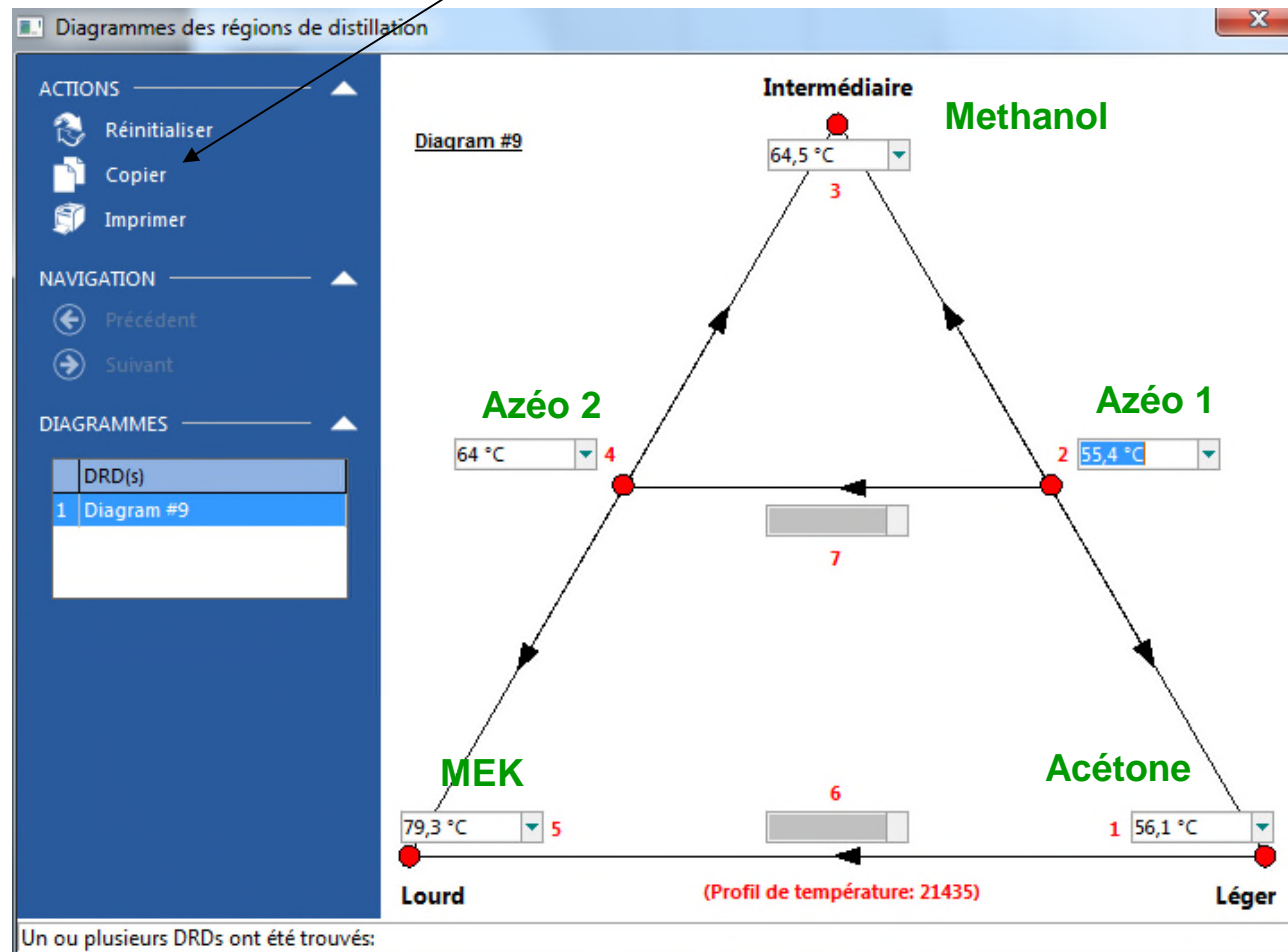 Diagrammes des régions de distillation
x
ACTIONS
Réinitialiser
Copier
Imprimer
NAVIGATION
Précédent
Suivant
DIAGRAMMES
DRD(s)
1 Diagram #9
Diagram #9
Intermédiaire
Methanol
64,5 °C
3
Azéo 2
Azéo 1
64 °C 4
2 55,4 °C
7
MEK
Acétone
6
79,3 °C 5
1 56,1 °C
Lourd
(Profil de température: 21435)
Léger
Un ou plusieurs DRDs ont été trouvés: